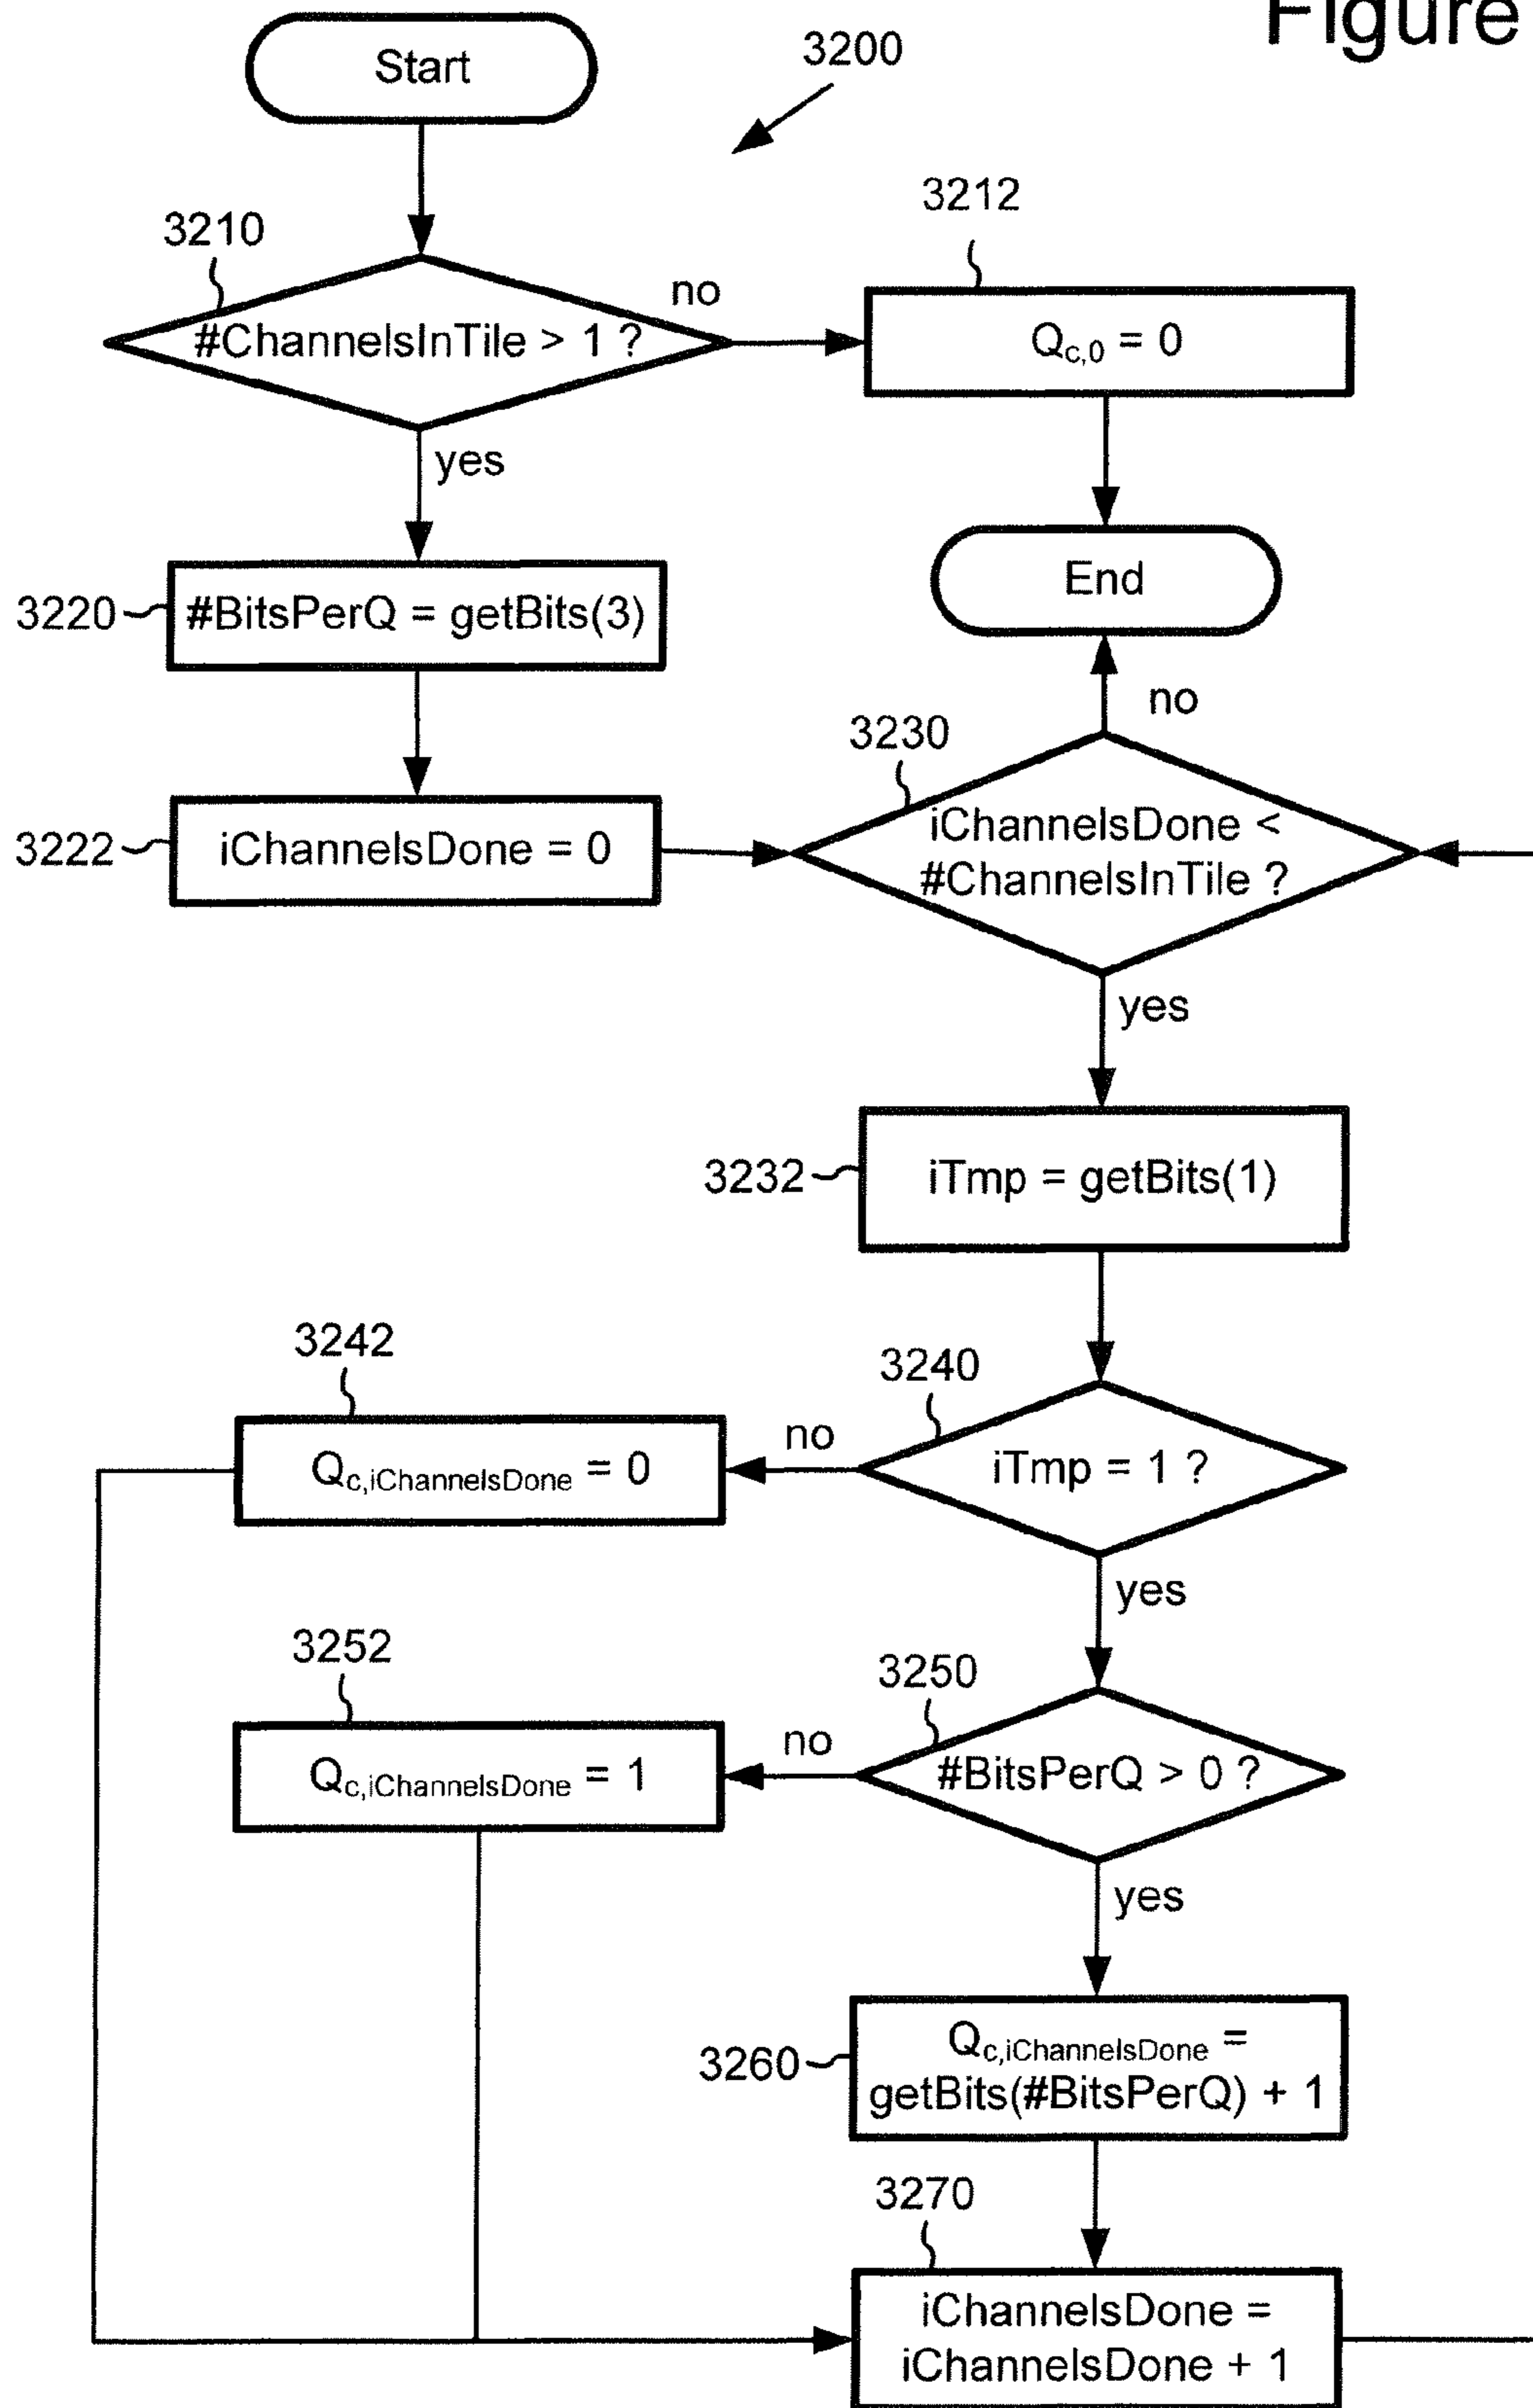 Figure
Start
3200
3210
#ChannelsInTile > 1 ?
no
3212
Qc,0 = 0
yes
End
3220
#BitsPerQ = getBits(3)
no
3222
iChannelsDone = 0
3230
iChannelsDone <
#ChannelsInTile ?
yes
3232
iTmp = getBits(1)
3242
Qc,iChannelsDone = 0
no
3240
iTmp = 1 ?
yes
3252
Qc,iChannelsDone = 1
no
3250
#BitsPerQ > 0 ?
yes
3260
Qc,iChannelsDone =
getBits(#BitsPerQ) + 1
3270
iChannelsDone =
iChannelsDone + 1